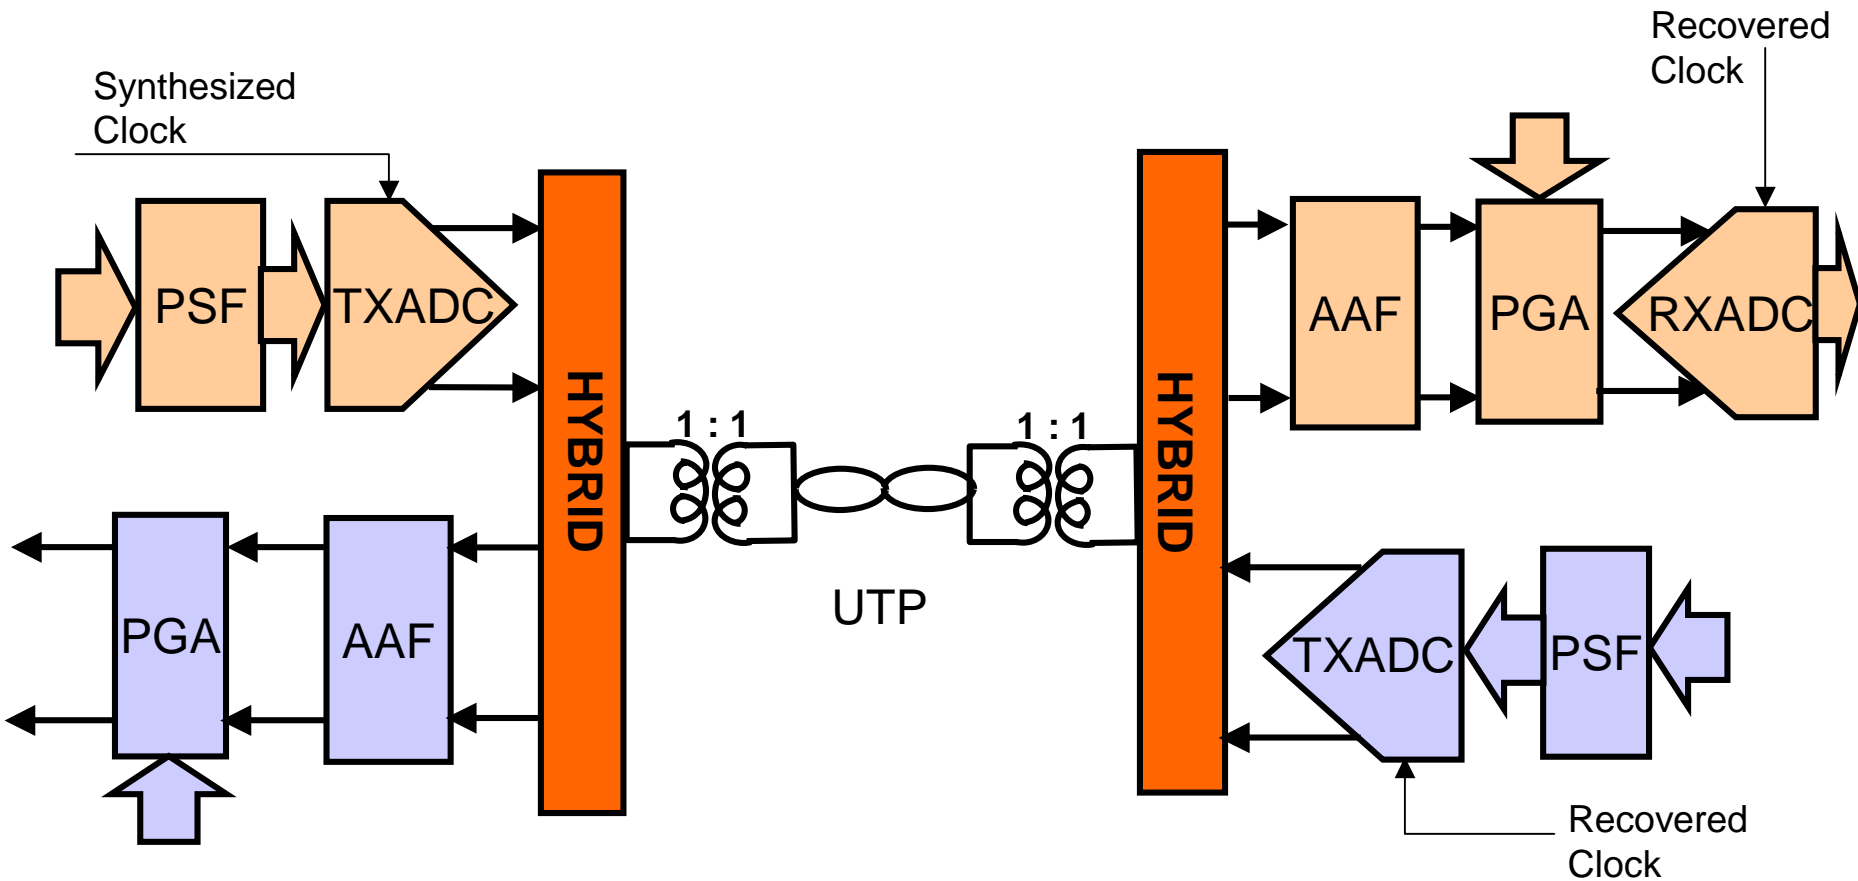 Recovered
Clock
Synthesized
Clock
PSF
TXADC
HYBRID
1 : 1
1 : 1
HYBRID
AAF
PGA
RXADC
PGA
AAF
UTP
TXADC
PSF
Recovered
Clock